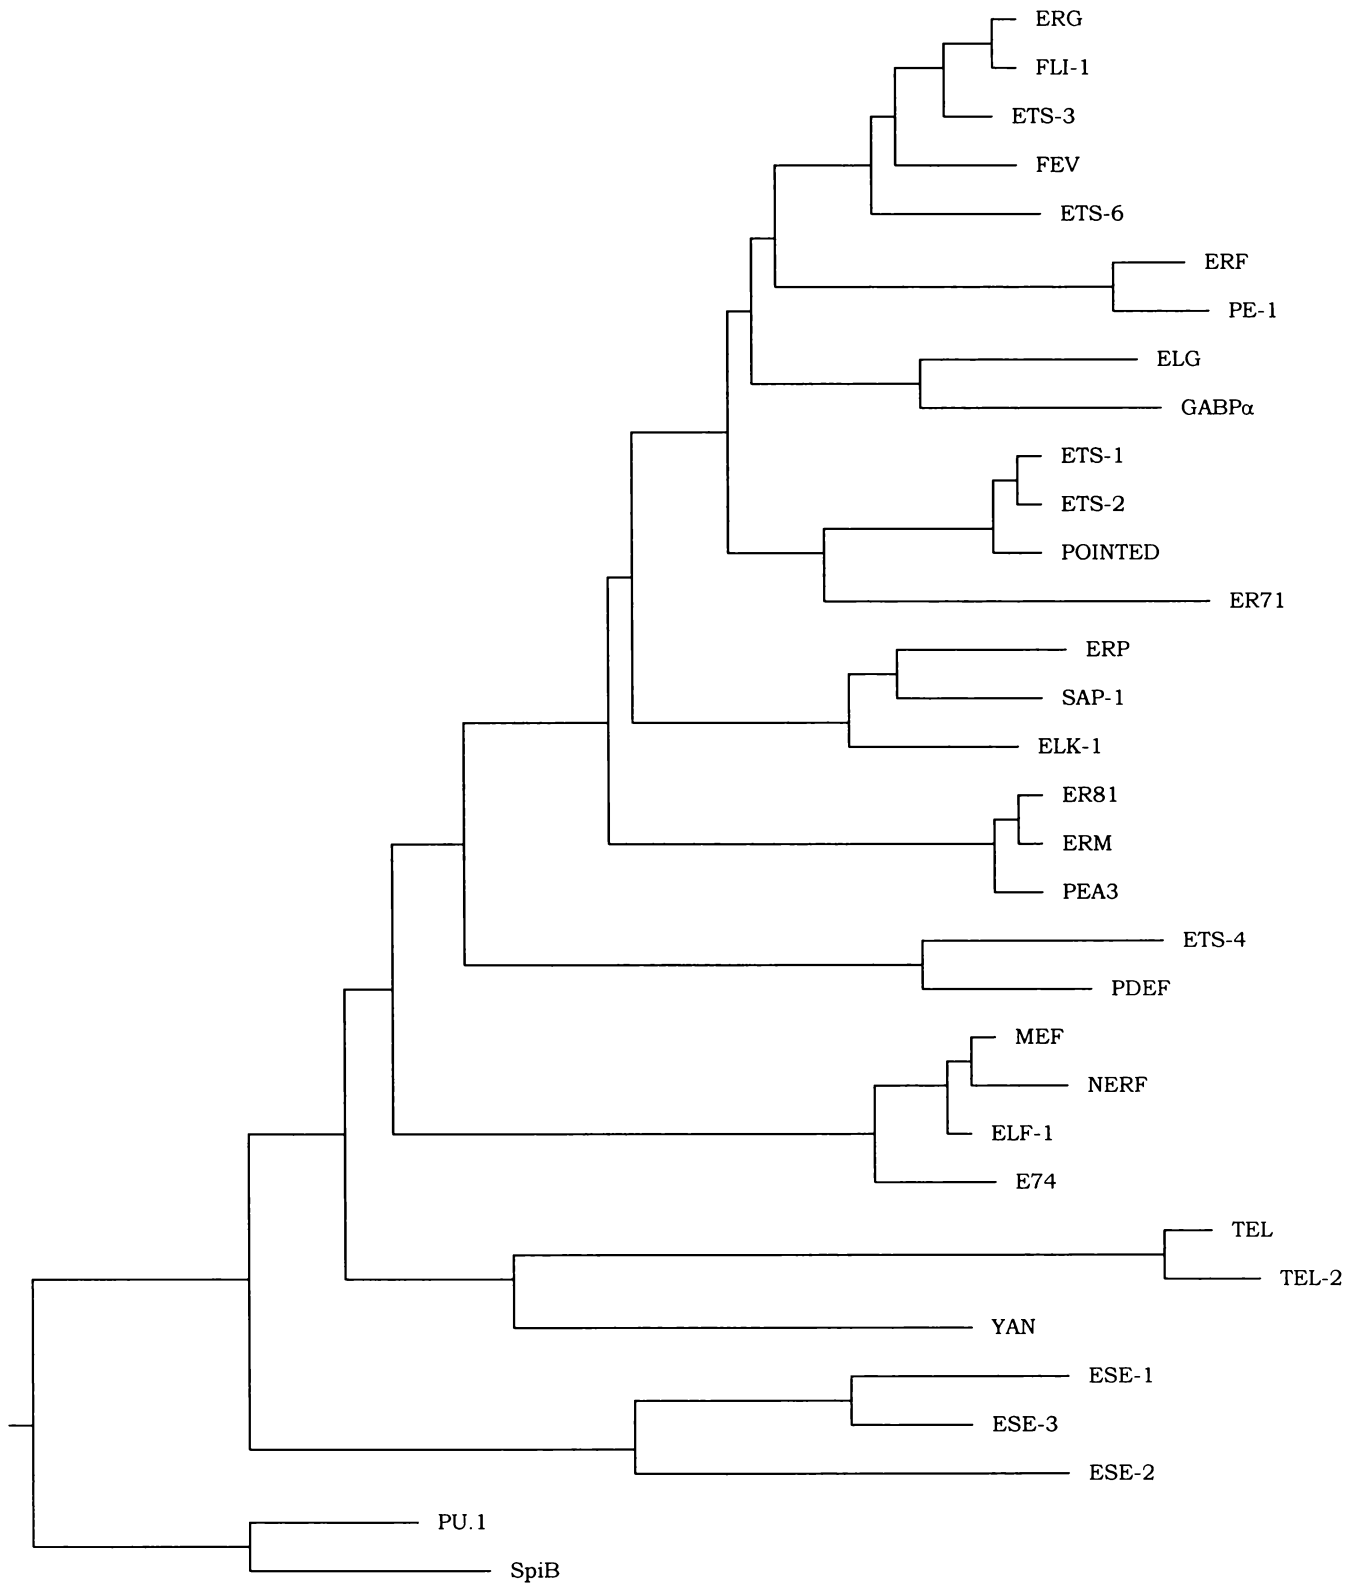 ERG
FLI-1
ETS-3
FEV
ETS-6
ERF
PE-1
ELG
GABPα
ETS-1
ETS-2
POINTED
ER71
ERP
SAP-1
ELK-1
ER81
ERM
PEA3
ETS-4
PDEF
MEF
NERF
ELF-1
E74
TEL
TEL-2
YAN
ESE-1
ESE-3
ESE-2
PU.1
SpiB